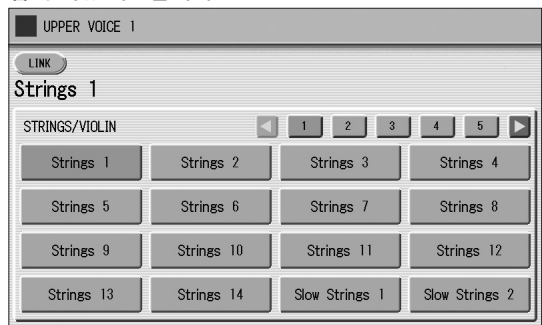 UPPER VOICE 1
LINK
Strings 1
STRINGS/VIOLIN 1 2 3 4 5
Strings 1 Strings 2 Strings 3 Strings 4
Strings 5 Strings 6 Strings 7 Strings 8
Strings 9 Strings 10 Strings 11 Strings 12
Strings 13 Strings 14 Slow Strings 1 Slow Strings 2